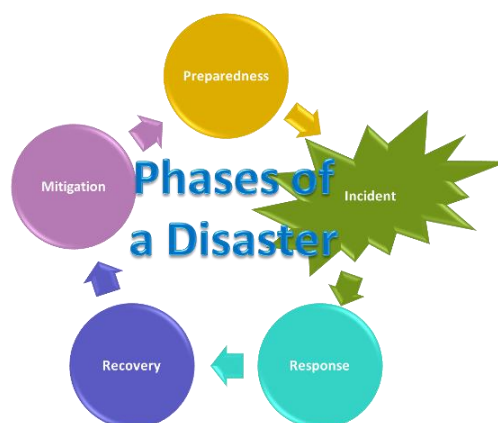 Preparedness
Phases of
a Disaster
Mitigation
Incident
Recovery
Response